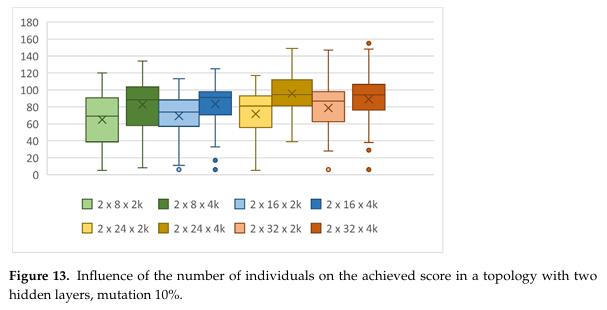 180
160
140
120
100
80
60
40
20
0
2 x 8 x 2k 2 x 8 x 4k 2 x 16 x 2k 2 x 16 x 4k
2 x 24 x 2k 2 x 24 x 4k 2 x 32 x 2k 2 x 32 x 4k
Figure 13. Influence of the number of individuals on the achieved score in a topology with two
hidden layers, mutation 10%.